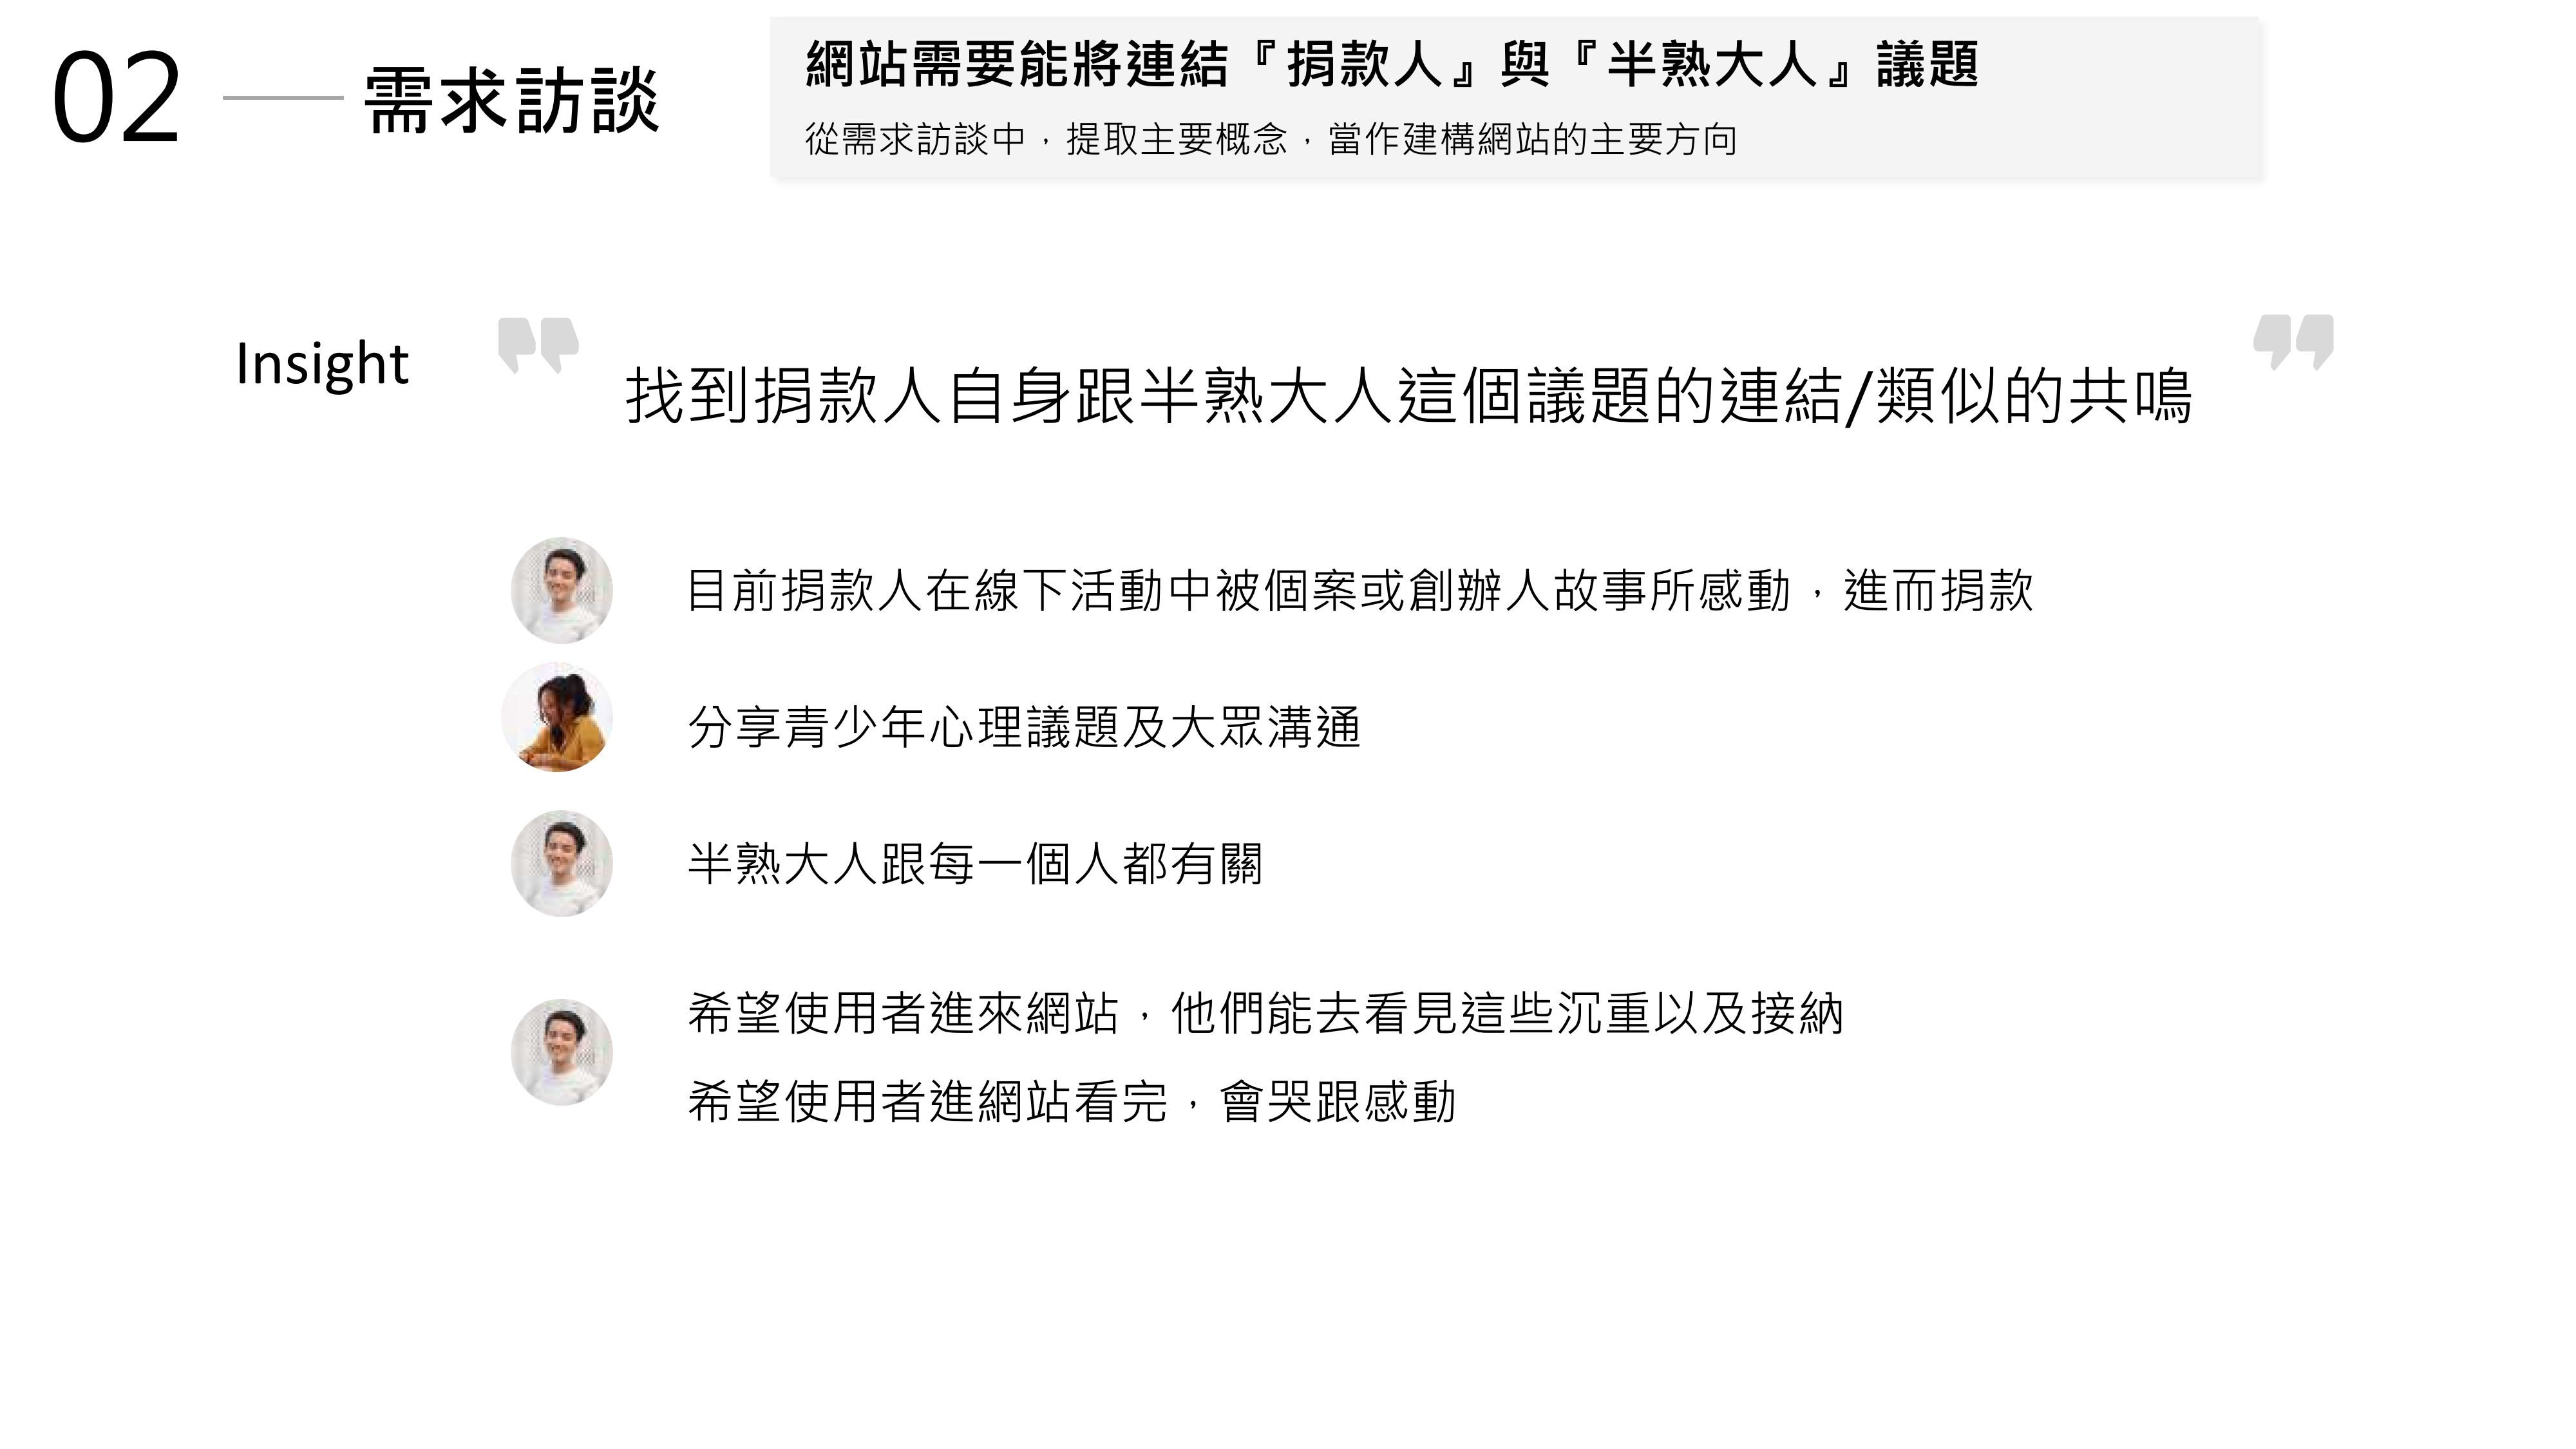 02
需求訪談
網站需要能將連結『捐款人』與『半熟大人』議題
從需求訪談中，提取主要概念，當作建構網站的主要方向
Insight
找到捐款人自身跟半熟大人這個議題的連結/類似的共鳴
目前捐款人在線下活動中被個案或創辦人故事所感動，進而捐款
分享青少年心理議題及大眾溝通
半熟大人跟每一個人都有關
希望使用者進來網站，他們能去看見這些沉重以及接納
希望使用者進網站看完，會哭跟感動